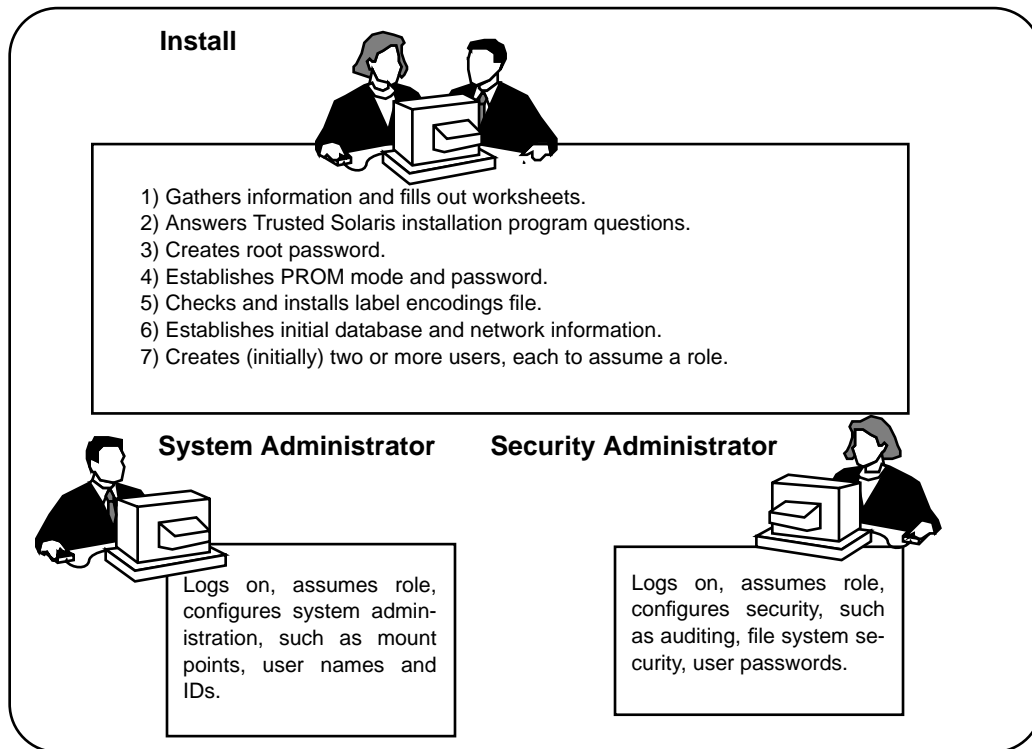 Install
1) Gathers information and fills out worksheets.
2) Answers Trusted Solaris installation program questions.
3) Creates root password.
4) Establishes PROM mode and password.
5) Checks and installs label encodings file.
6) Establishes initial database and network information.
7) Creates (initially) two or more users, each to assume a role.
System Administrator
Logs on, assumes role,
configures system admin-
istration, such as mount
points, user names and
IDs.
Security Administrator
Logs on, assumes role,
configures security, such
as auditing, file system se-
curity, user passwords.